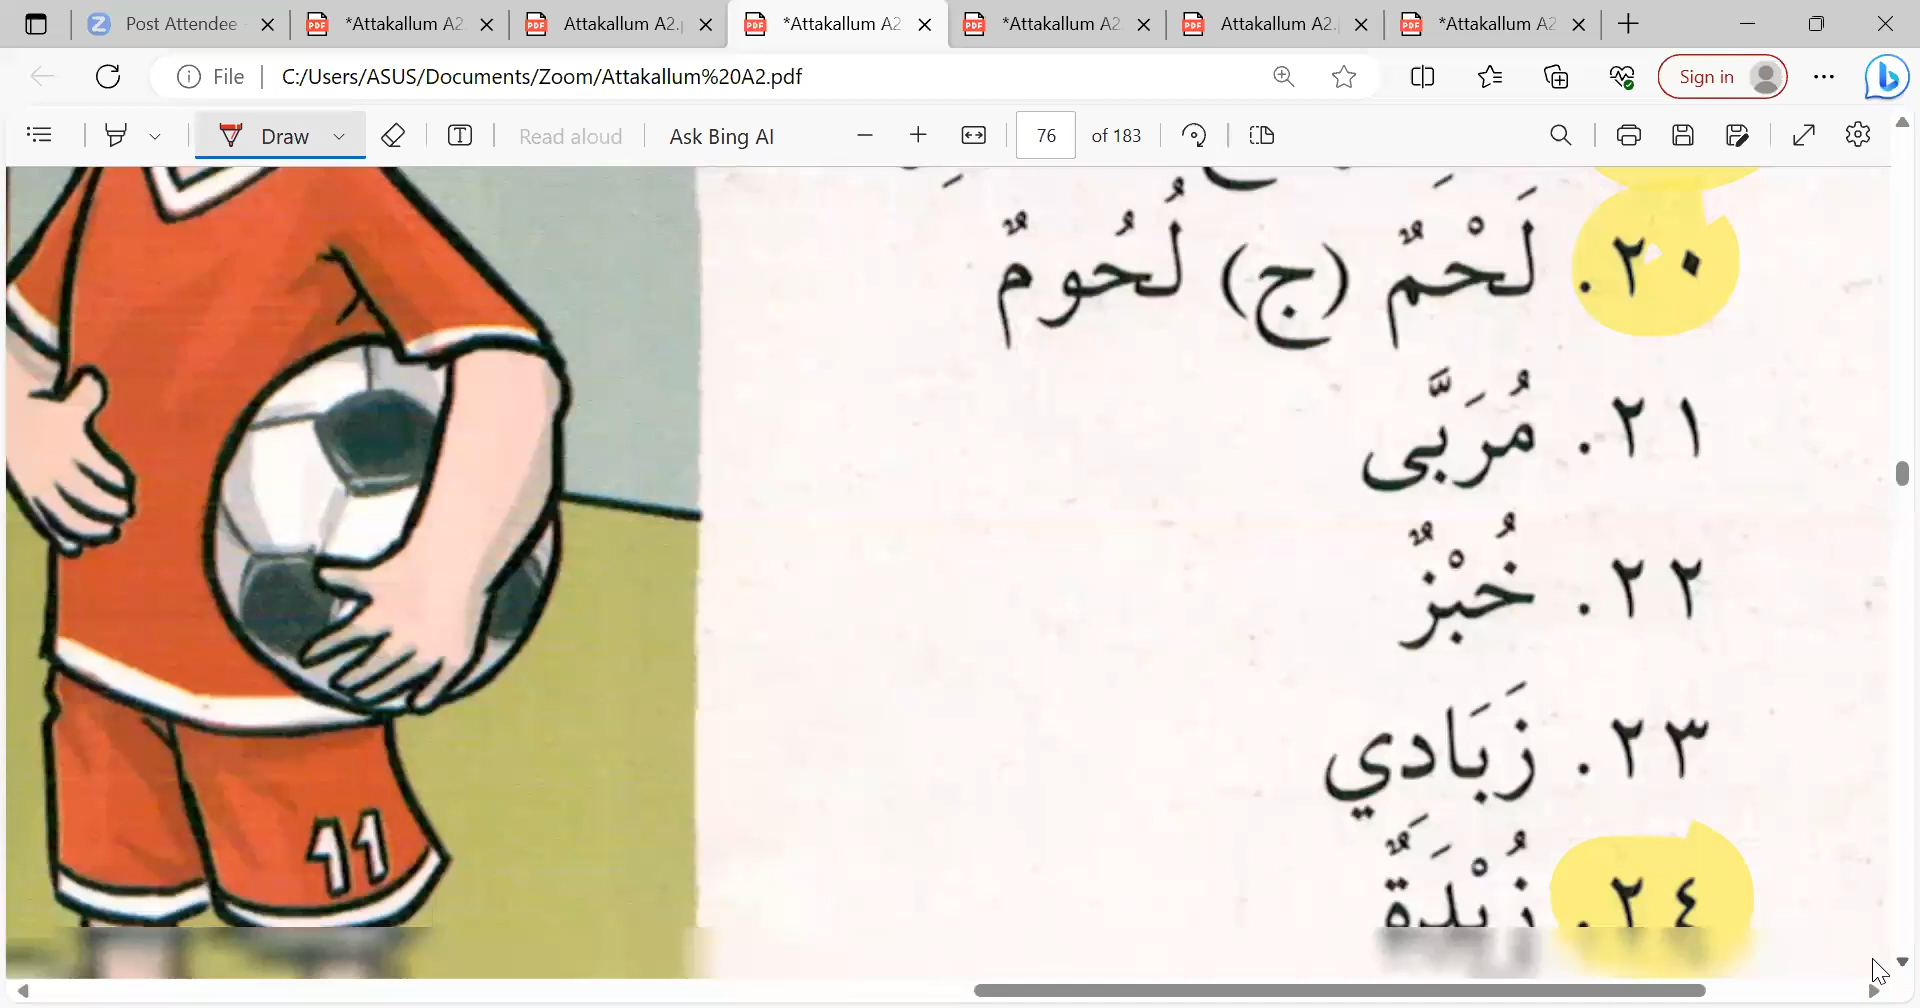 Post Attendee
*Attakallum A2
Attakallum A2.p
*Attakallum A2
*Attakallum A2
Attakallum A2.
*Attakallum A2
File
C:/Users/ASUS/Documents/Zoom/Attakallum%20A2.pdf
Sign in
Draw
Read aloud
Ask Bing AI
76 of 183
٢٠. لَحْمٌ (ج) لُحُومٌ
٢١. مُرَبَّى
٢٢. خُبْزٌ
٢٣. زَبَادِي
٢٤. زُبْدَةٌ
11